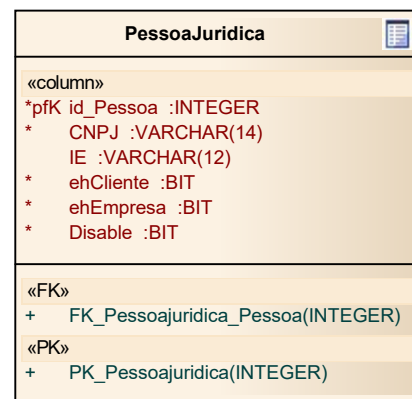 PessoaJuridica
«column»
*pfK id_Pessoa :INTEGER
* CNPJ :VARCHAR(14)
IE :VARCHAR(12)
* ehCliente :BIT
* ehEmpresa :BIT
* Disable :BIT
«FK»
+ FK_Pessoajuridica_Pessoa(INTEGER)
«PK»
+ PK_Pessoajuridica(INTEGER)